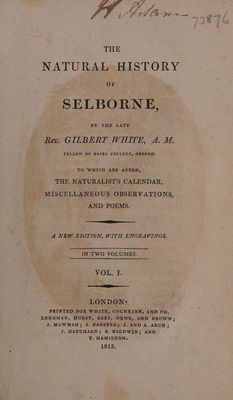 73876
THE
NATURAL HISTORY
OF
SELBORNE,
BY THE LATE
REV. GILBERT WHITE, A. M.
FELLOW OF ORIEL COLLEGE, OXFORD.
TO WHICH ARE ADDED,
THE NATURALIST'S CALENDAR,
MISCELLANEOUS OBSERVATIONS,
AND POEMS.
A NEW EDITION, WITH ENGRAVINGS.
IN TWO VOLUMES.
VOL. I.
LONDON:
PRINTED FOR WHITE, COCHRANE, AND CO.
LONGMAN, HURST, REES, ORME, AND BROWN;
J. MAWMAN; S. BAGSTER; J. AND A. ARCH;
J. HATCHARD; R. BALDWIN; AND
T. HAMILTON.
1813.